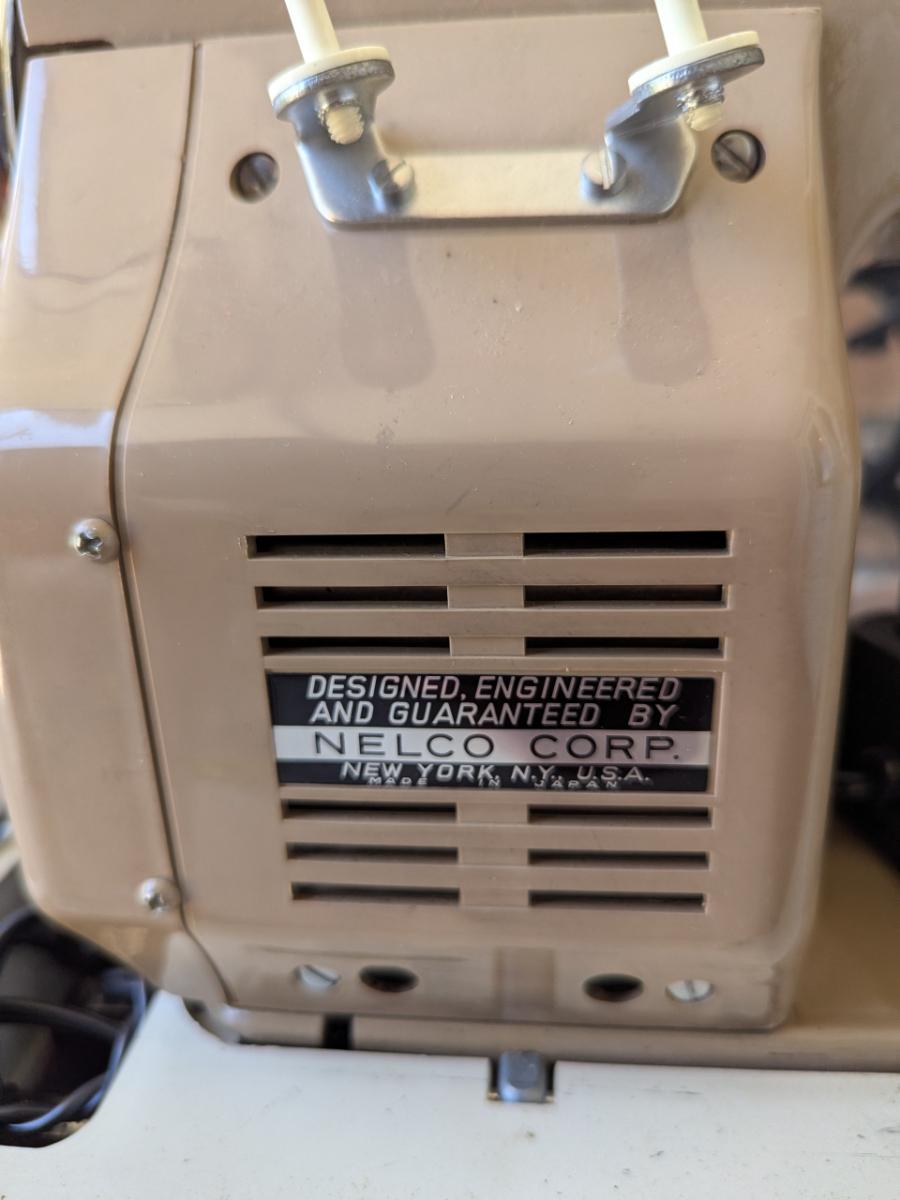 DESIGNED, ENGINEERED
AND GUARANTEED BY
NELCO CORP.
NEW YORK, N.Y., U.S.A.
MADE IN JAPAN